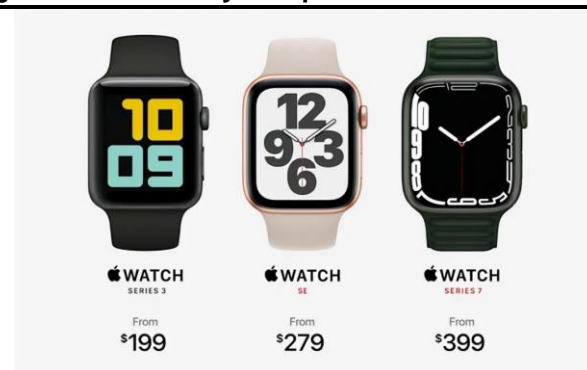 10
09
12
9 3
6
WATCH
SERIES 3
From
$199
WATCH
SE
From
$279
WATCH
SERIES 7
From
$399